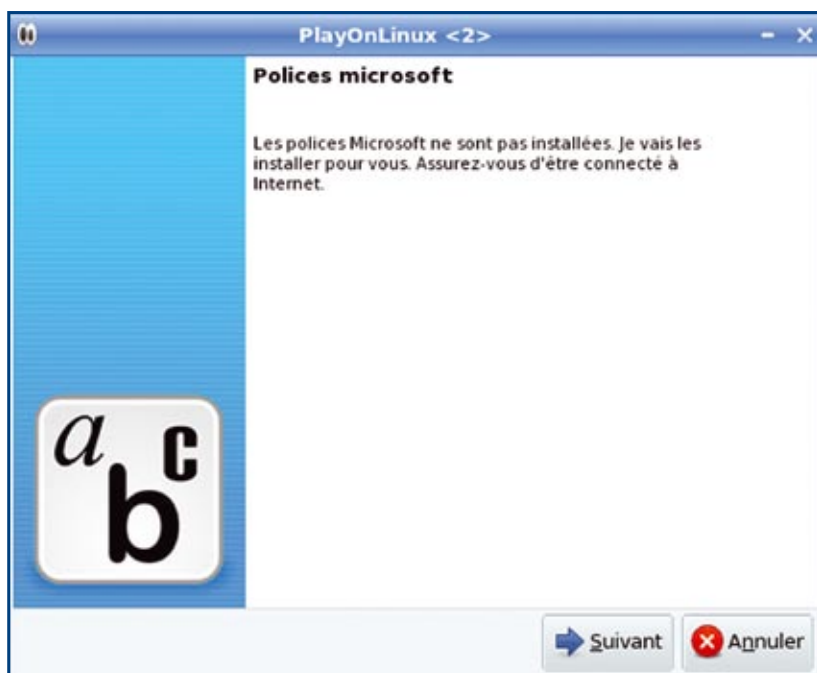 PlayOnLinux <2>
Polices microsoft
Les polices Microsoft ne sont pas installées. Je vais les
installer pour vous. Assurez-vous d'être connecté à
Internet.
a b c
Suivant
Annuler